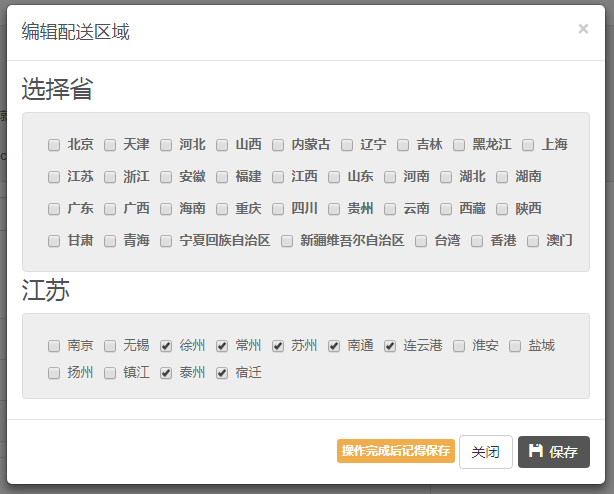 编辑配送区域 ×
选择省
北京 天津 河北 山西 内蒙古 辽宁 吉林 黑龙江 上海
江苏 浙江 安徽 福建 江西 山东 河南 湖北 湖南
广东 广西 海南 重庆 四川 贵州 云南 西藏 陕西
甘肃 青海 宁夏回族自治区 新疆维吾尔自治区 台湾 香港 澳门
江苏
南京 无锡 徐州 常州 苏州 南通 连云港 淮安 盐城
扬州 镇江 泰州 宿迁
操作完成后记得保存 关闭 保存